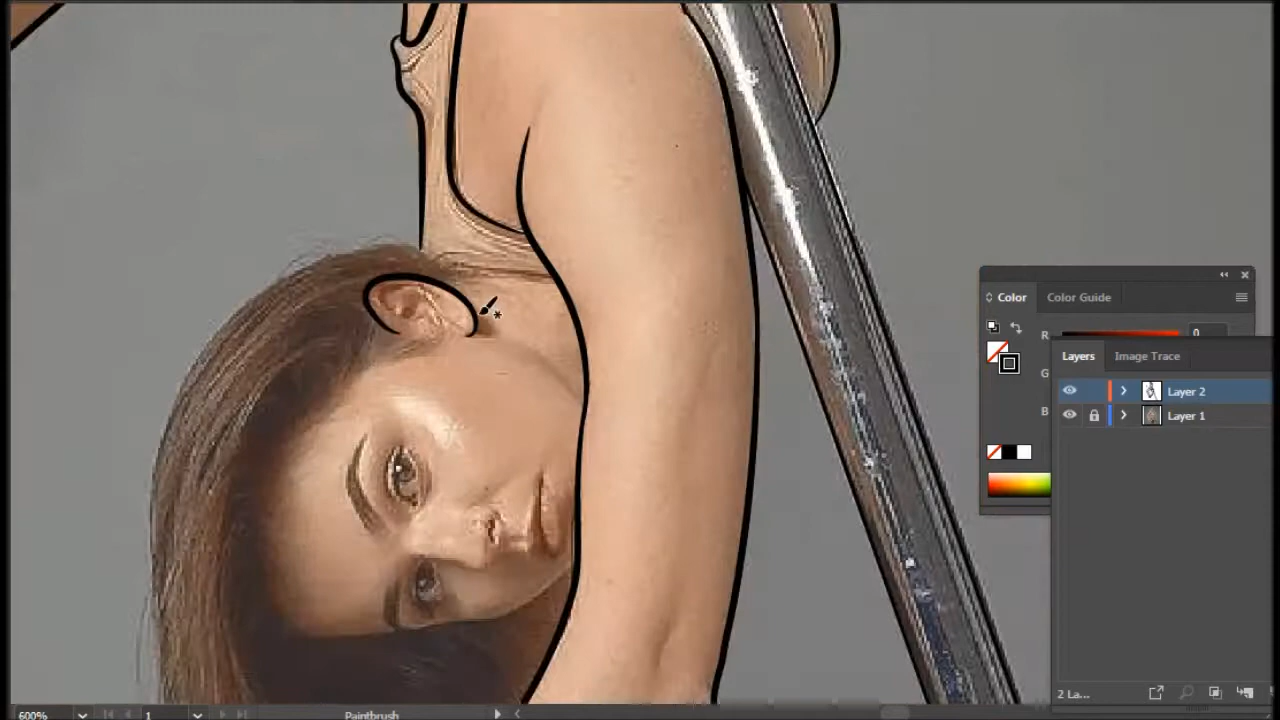 Color
Color Guide
R
0
Layers
Image Trace
G
Layer 2
B
Layer 1
2 La...
600%
1
Paintbrush